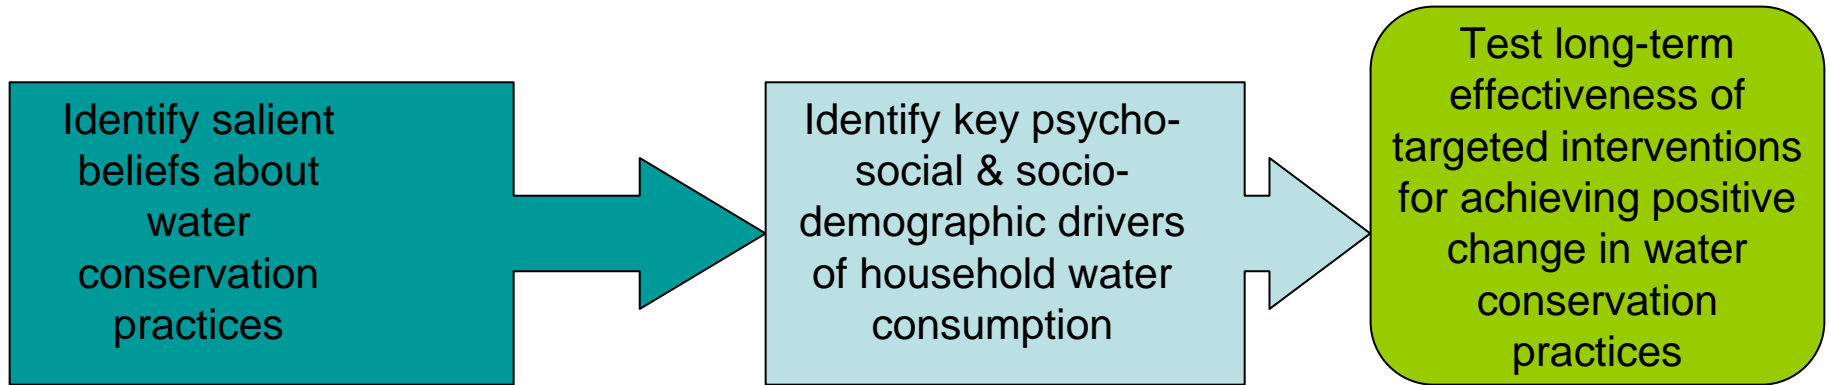 Identify salient
beliefs about
water
conservation
practices
Identify key psycho-
social & socio-
demographic drivers
of household water
consumption
Test long-term
effectiveness of
targeted interventions
for achieving positive
change in water
conservation
practices